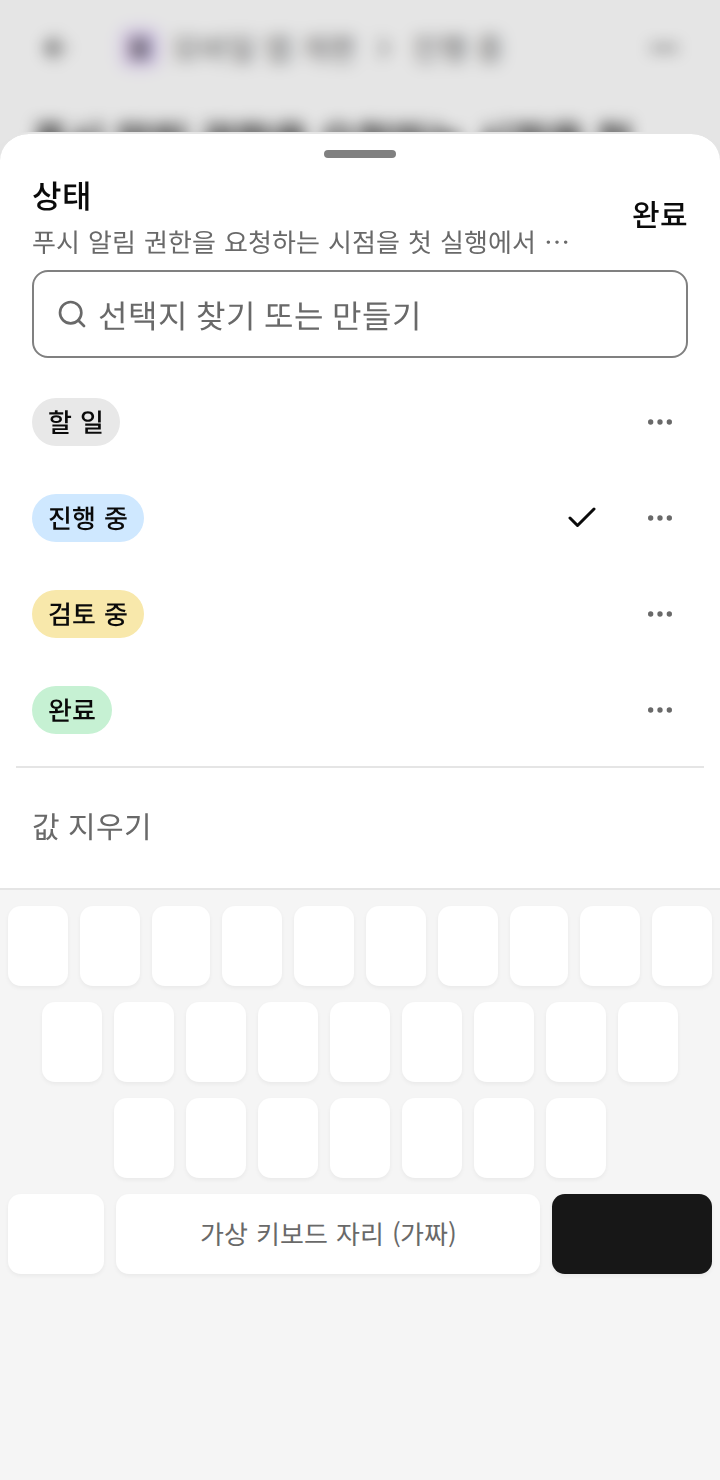 상태
완료
푸시 알림 권한을 요청하는 시점을 첫 실행에서 …
선택지 찾기 또는 만들기
할 일
진행 중
검토 중
완료
값 지우기
가상 키보드 자리 (가짜)